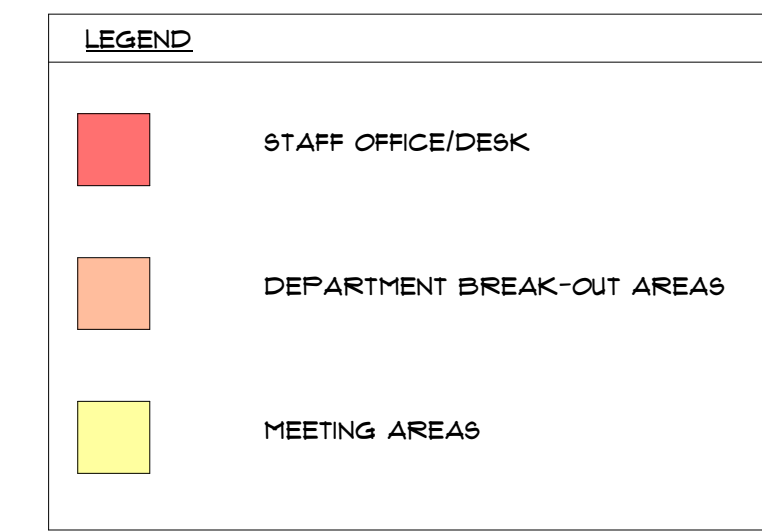 LEGEND
STAFF OFFICE/DESK
DEPARTMENT BREAK-OUT AREAS
MEETING AREAS